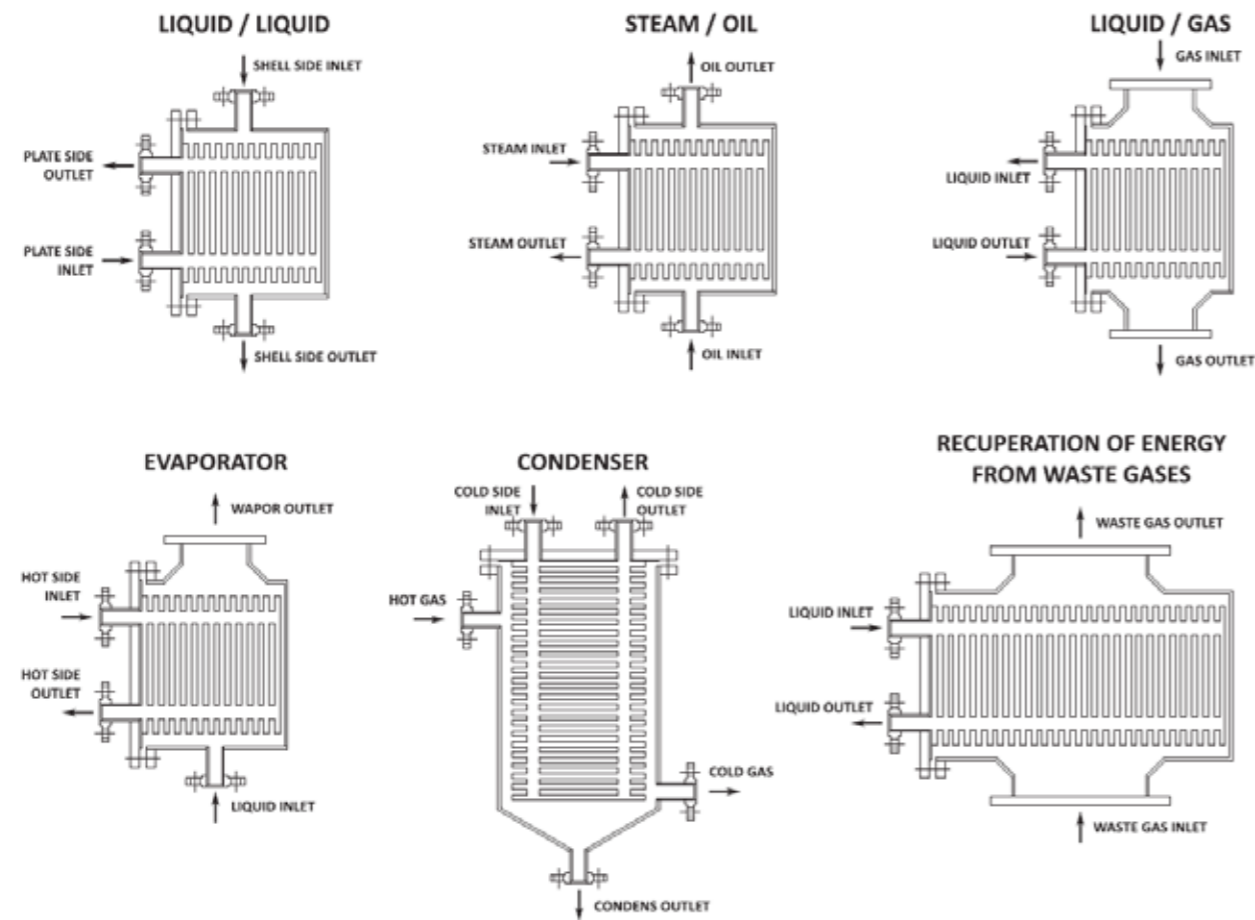 LIQUID / LIQUID
SHELL SIDE INLET
PLATE SIDE
OUTLET
PLATE SIDE
INLET
SHELL SIDE OUTLET
STEAM / OIL
OIL OUTLET
STEAM INLET
STEAM OUTLET
OIL INLET
LIQUID / GAS
GAS INLET
LIQUID INLET
LIQUID OUTLET
GAS OUTLET
EVAPORATOR
WAPOR OUTLET
HOT SIDE
INLET
HOT SIDE
OUTLET
LIQUID INLET
CONDENSER
COLD SIDE
INLET
COLD SIDE
OUTLET
HOT GAS
COLD GAS
CONDENS OUTLET
RECUPERATION OF ENERGY
FROM WASTE GASES
WASTE GAS OUTLET
LIQUID INLET
LIQUID OUTLET
WASTE GAS INLET